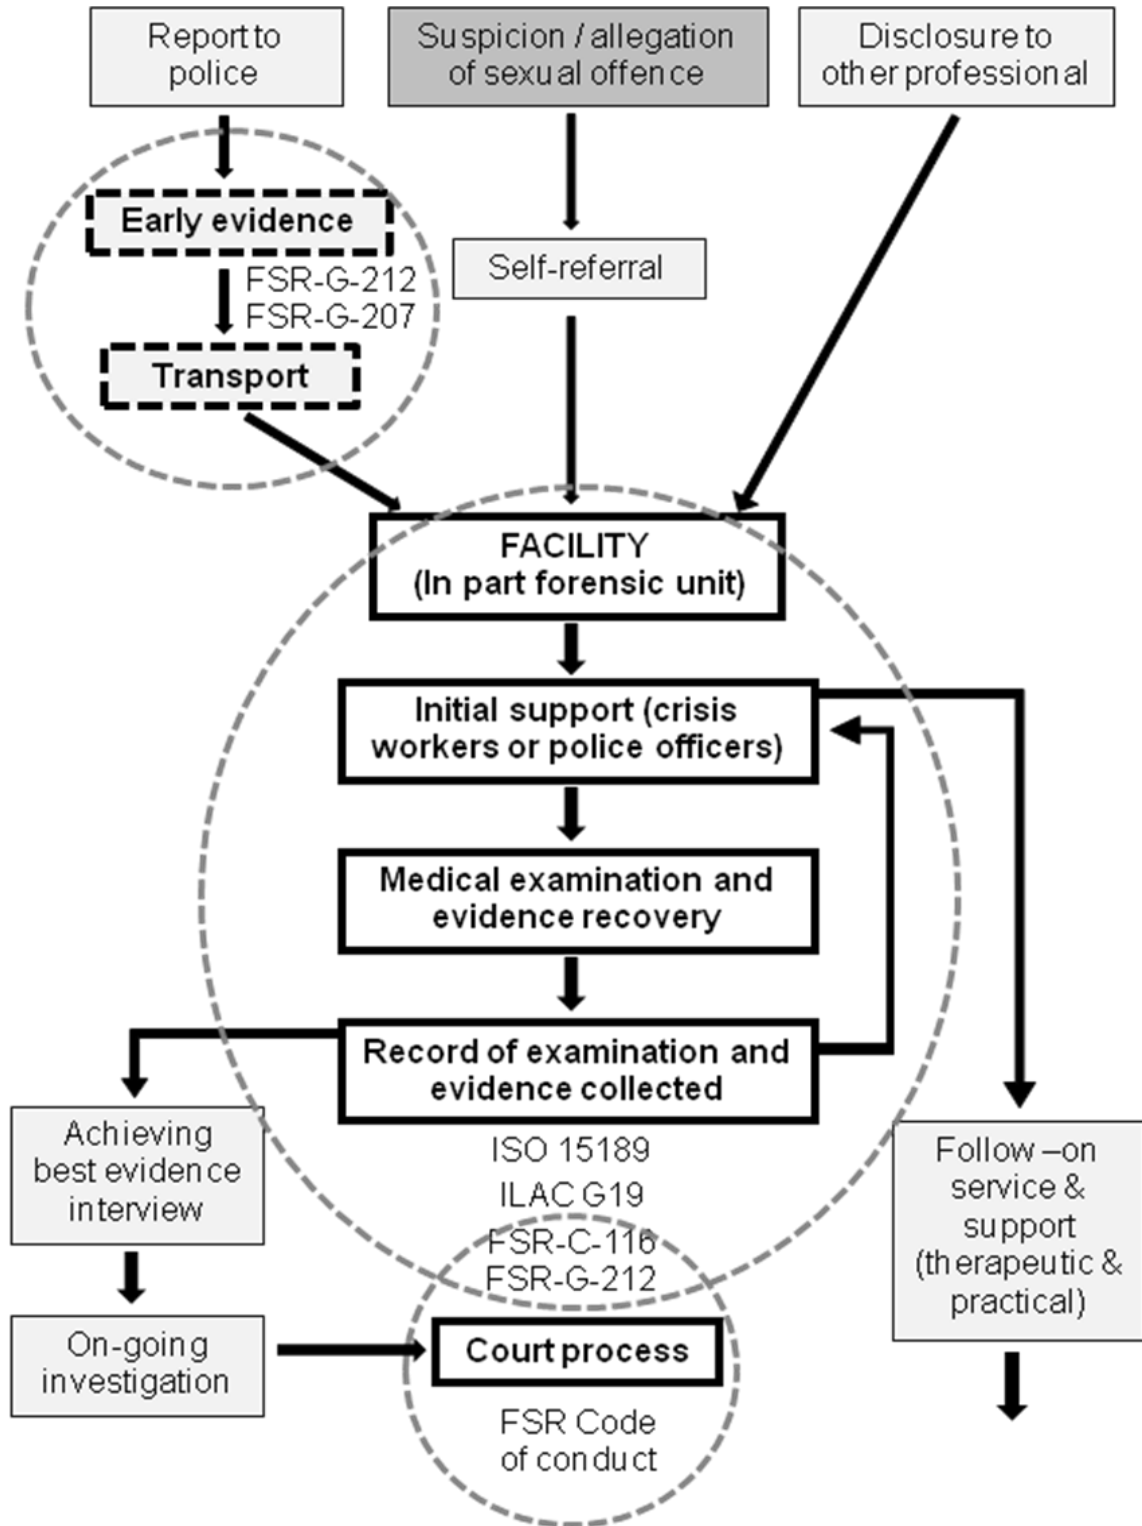 Report to
police
Suspicion / allegation
of sexual offence
Disclosure to
other professional
Early evidence
FSR-G-212
FSR-G-207
Transport
Self-referral
FACILITY
(In part forensic unit)
Initial support (crisis
workers or police officers)
Medical examination and
evidence recovery
Record of examination and
evidence collected
ISO 15189
ILAC G19
FSR-C-116
FSR-G-212
Achieving
best evidence
interview
On-going
investigation
Court process
FSR Code
of conduct
Follow –on
service &
support
(therapeutic &
practical)